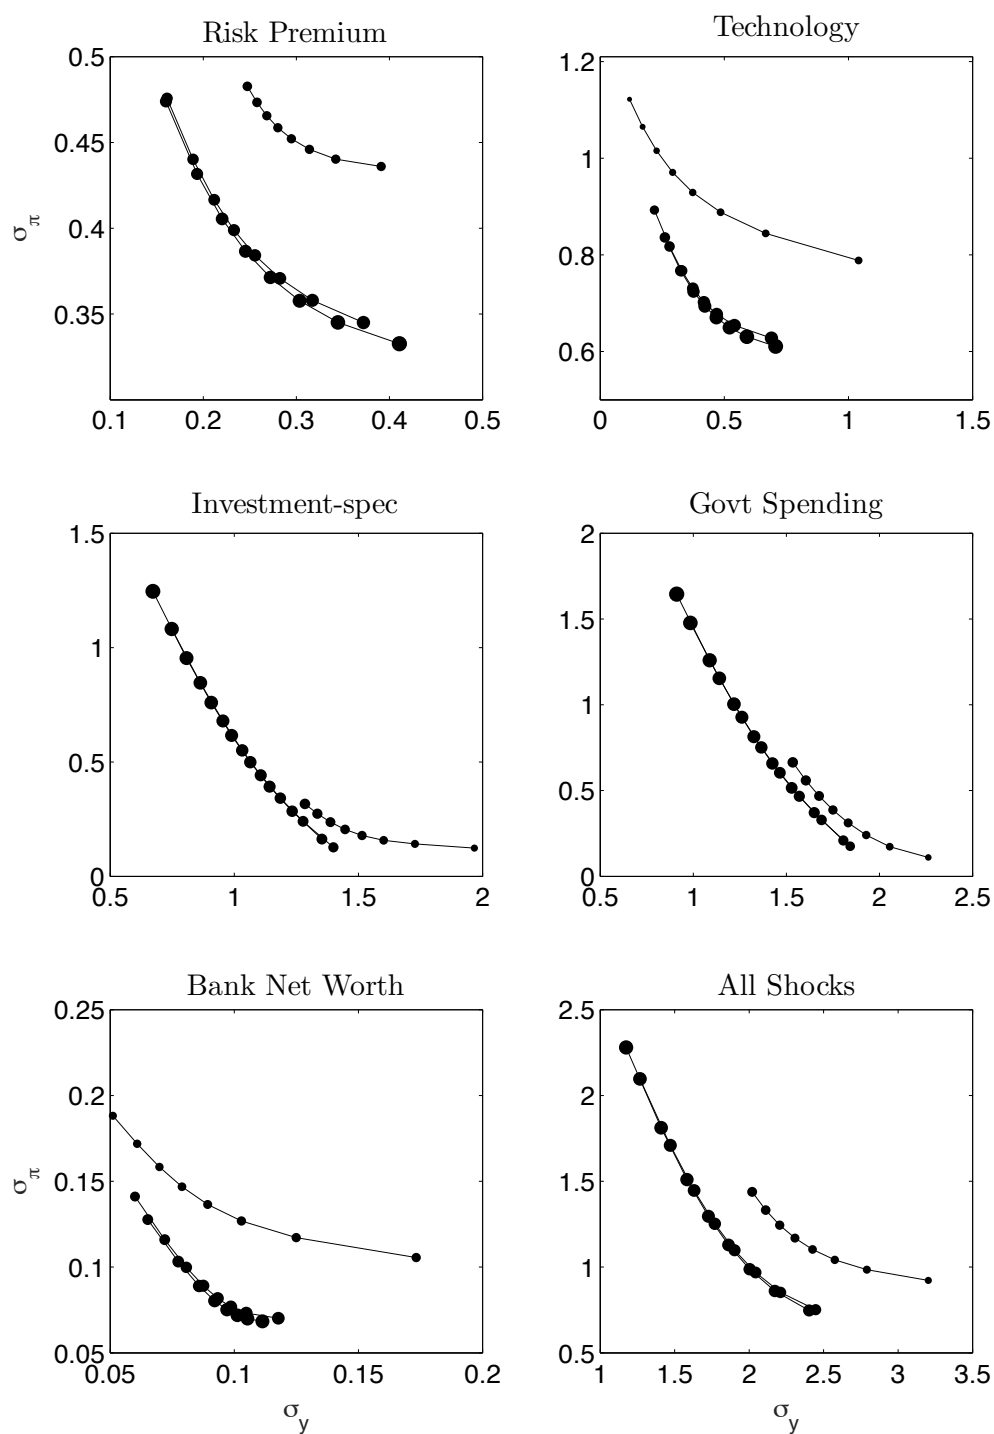 Risk Premium
0.5
0.45
0.4
0.35
σπ
0.1 0.2 0.3 0.4 0.5
Technology
1.2
1
0.8
0.6
0 0.5 1 1.5
Investment-spec
1.5
1
0.5
0
0.5 1 1.5 2
Govt Spending
2
1.5
1
0.5
0
0.5 1 1.5 2 2.5
Bank Net Worth
0.25
0.2
0.15
0.1
0.05
σπ
0.05 0.1 0.15 0.2
σy
All Shocks
2.5
2
1.5
1
0.5
1 1.5 2 2.5 3 3.5
σy